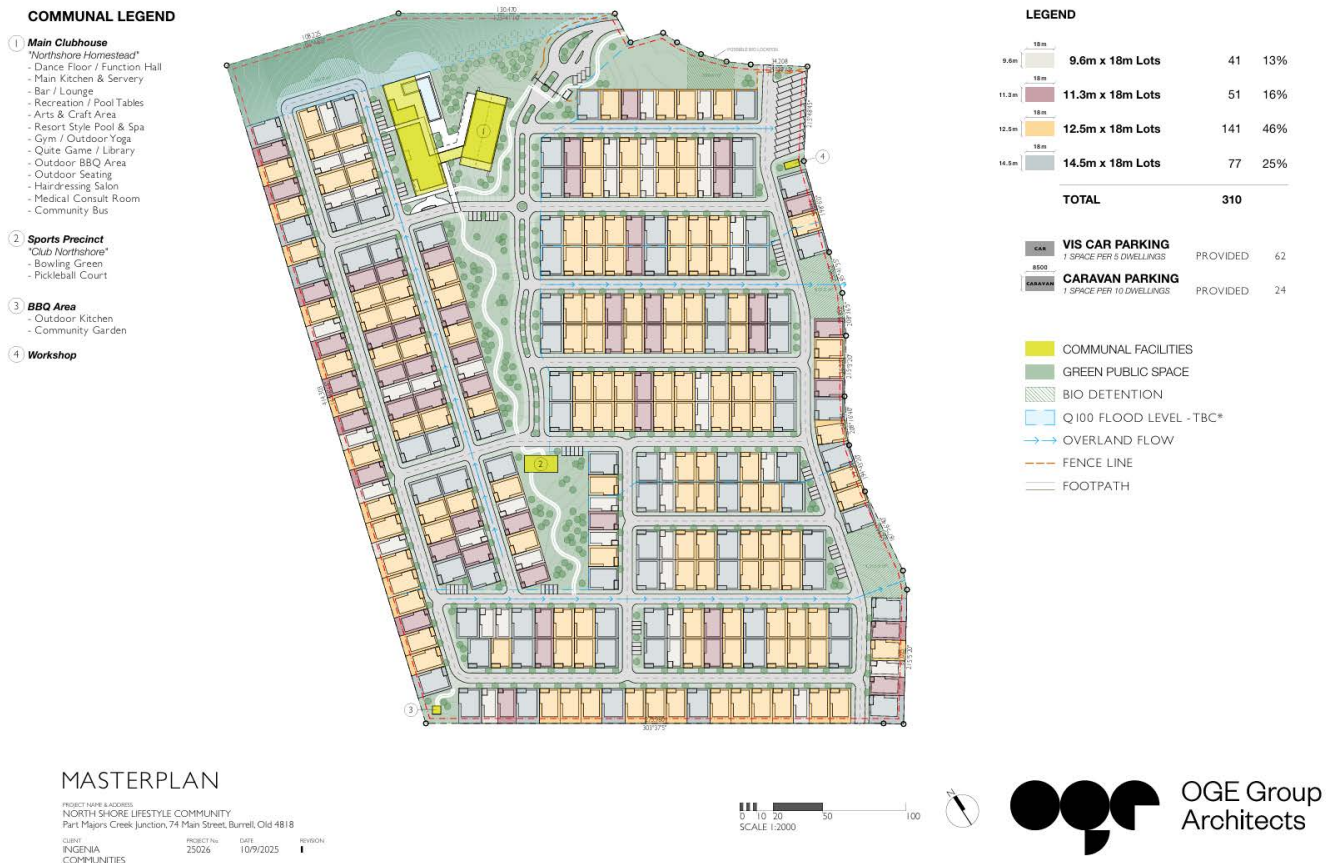 COMMUNAL LEGEND
1 Main Clubhouse
"Northshore Homestead"
- Dance Floor / Function Hall
- Main Kitchen & Servery
- Bar / Lounge
- Recreation / Pool Tables
- Arts & Craft Area
- Resort Style Pool & Spa
- Gym / Outdoor Yoga
- Quite Game / Library
- Outdoor BBQ Area
- Outdoor Seating
- Hairdressing Salon
- Medical Consult Room
- Community Bus
2 Sports Precinct
"Club Northshore"
- Bowling Green
- Pickleball Court
3 BBQ Area
- Outdoor Kitchen
- Community Garden
4 Workshop
130.470
34.208
1
4
2
3
303°37'5"
LEGEND
18m
9.6m 9.6m x 18m Lots 41 13%
18m
11.3m 11.3m x 18m Lots 51 16%
18m
12.5m 12.5m x 18m Lots 141 46%
18m
14.5m 14.5m x 18m Lots 77 25%
TOTAL 310
CAR VIS CAR PARKING
1 SPACE PER 5 DWELLINGS PROVIDED 62
8500
CARAVAN CARAVAN PARKING
1 SPACE PER 10 DWELLINGS PROVIDED 24
COMMUNAL FACILITIES
GREEN PUBLIC SPACE
BIO DETENTION
Q100 FLOOD LEVEL - TBC*
OVERLAND FLOW
FENCE LINE
FOOTPATH
MASTERPLAN
PROJECT NAME & ADDRESS
NORTH SHORE LIFESTYLE COMMUNITY
Part Majors Creek Junction, 74 Main Street, Burrell, Old 4818
CLIENT PROJECT No. DATE REVISION
INGENIA 25026 10/9/2025 1
COMMUNITIES
0 10 20 50 100
SCALE 1:2000
N
oge
OGE Group
Architects